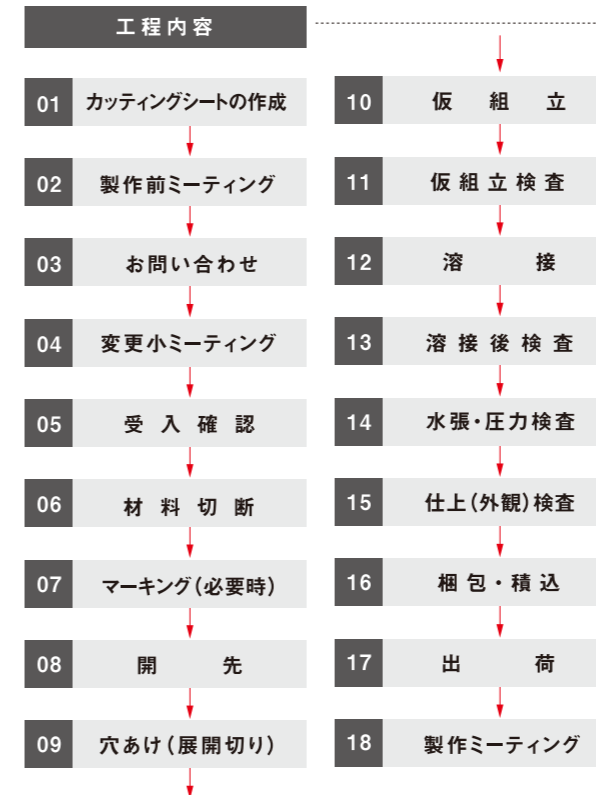 工程内容
01 カッティングシートの作成
02 製作前ミーティング
03 お問い合わせ
04 変更小ミーティング
05 受入確認
06 材料切断
07 マーキング(必要時)
08 開先
09 穴あけ(展開切り)
10 仮組立
11 仮組立検査
12 溶接
13 溶接後検査
14 水張・圧力検査
15 仕上(外観)検査
16 梱包・積込
17 出荷
18 製作ミーティング